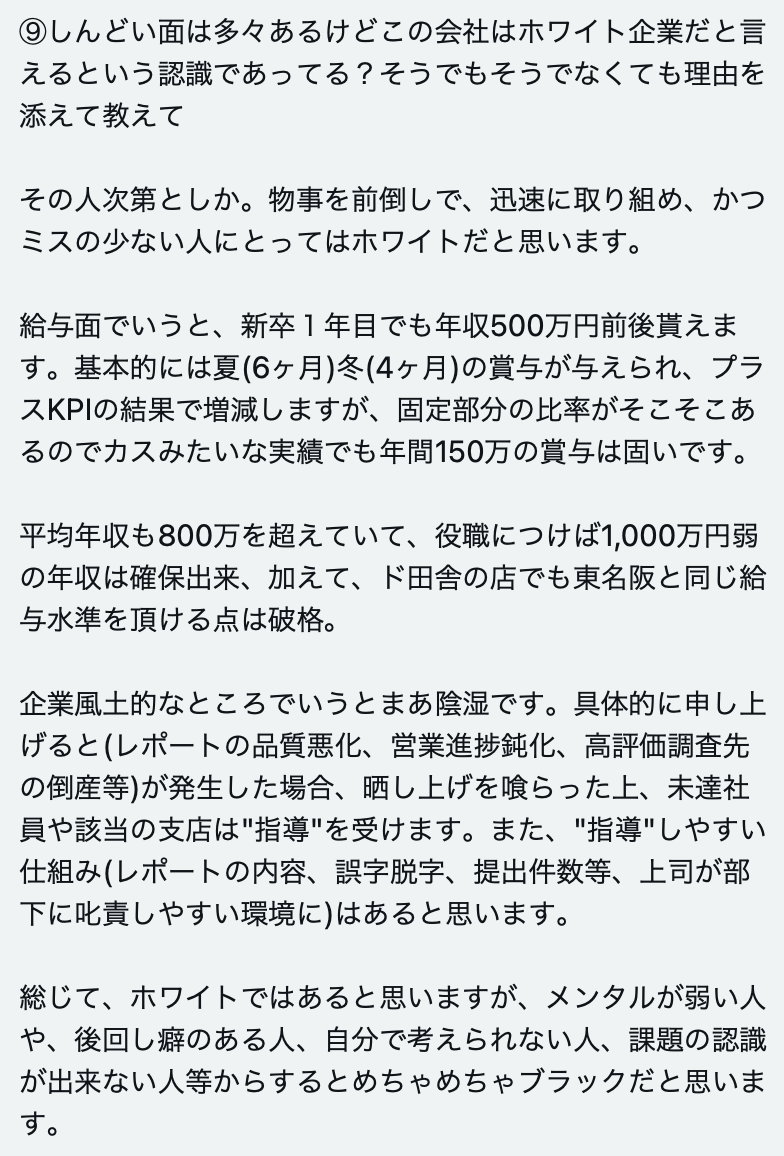 ⑨しんどい面は多々あるけどこの会社はホワイト企業だと言
えるという認識であってる？そうでもそうでなくても理由を
添えて教えて
その人次第としか。物事を前倒しで、迅速に取り組め、かつ
ミスの少ない人にとってはホワイトだと思います。
給与面でいうと、新卒１年目でも年収500万円前後貰えま
す。基本的には夏(6ヶ月)冬(4ヶ月)の賞与が与えられ、プラ
スKPIの結果で増減しますが、固定部分の比率がそこそこあ
るのでカスみたいな実績でも年間150万の賞与は固いです。
平均年収も800万を超えていて、役職につけば1,000万円弱
の年収は確保出来、加えて、ド田舎の店でも東名阪と同じ給
与水準を頂ける点は破格。
企業風土的なところでいうとまあ陰湿です。具体的に申し上
げると(レポートの品質悪化、営業進捗鈍化、高評価調査先
の倒産等)が発生した場合、晒し上げを喰らった上、未達社
員や該当の支店は"指導"を受けます。また、"指導"しやすい
仕組み(レポートの内容、誤字脱字、提出件数等、上司が部
下に叱責しやすい環境に)はあると思います。
総じて、ホワイトではあると思いますが、メンタルが弱い人
や、後回し癖のある人、自分で考えられない人、課題の認識
が出来ない人等からするとめちゃめちゃブラックだと思いま
す。